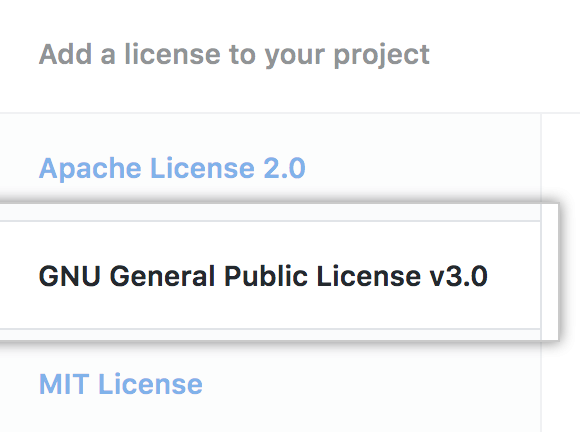 Add a license to your project
Apache License 2.0
GNU General Public License v3.0
MIT License